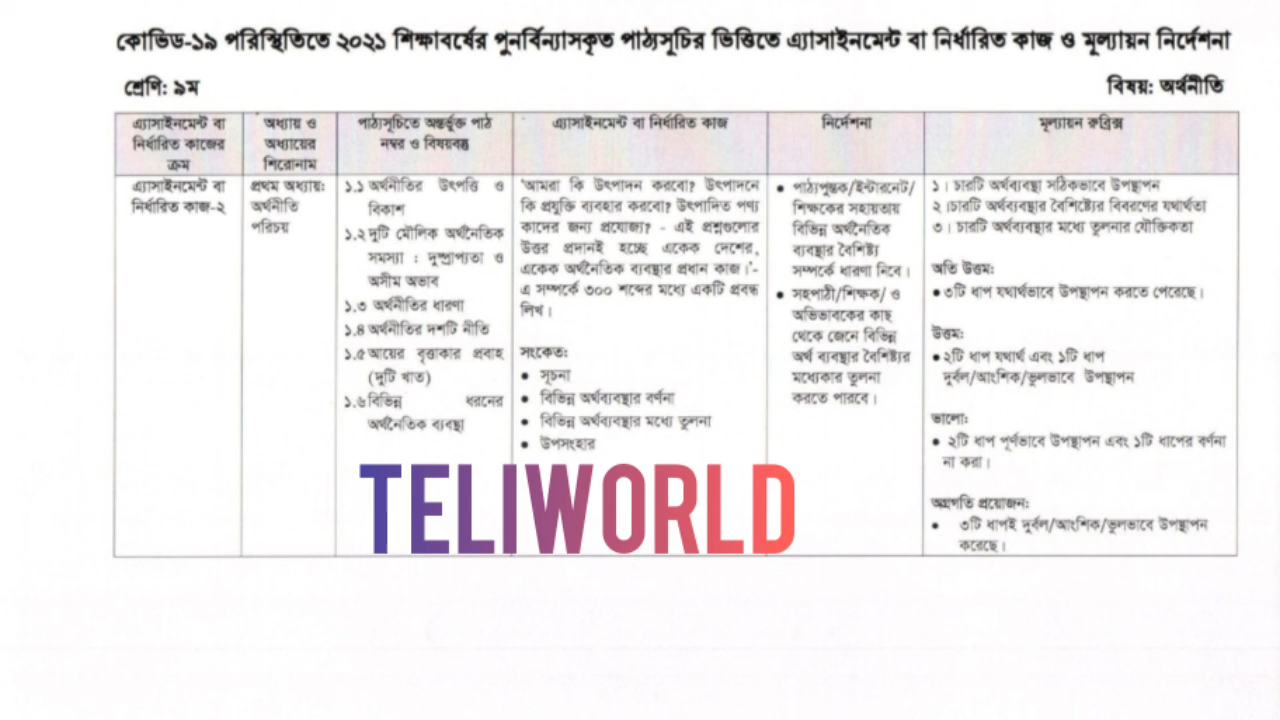 কোভিড-১৯ পরিস্থিতিতে ২০২১ শিক্ষাবর্ষের পুনর্বিন্যাসকৃত পাঠ্যসূচির ভিত্তিতে এ্যাসাইনমেন্ট বা নির্ধারিত কাজ ও মূল্যায়ন নির্দেশনা
শ্রেণি: ৯ম
বিষয়: অর্থনীতি
এ্যাসাইনমেন্ট বা
নির্ধারিত কাজের
ক্রম
অধ্যায় ও
অধ্যায়ের
শিরোনাম
পাঠ্যসূচিতে অন্তর্ভুক্ত পাঠ
নম্বর ও বিষয়বস্তু
এ্যাসাইনমেন্ট বা নির্ধারিত কাজ
নির্দেশনা
মূল্যায়ন রুব্রিক্স
এ্যাসাইনমেন্ট বা
নির্ধারিত কাজ-২
প্রথম অধ্যায়:
অর্থনীতি
পরিচয়
১.১ অর্থনীতির উৎপত্তি ও
বিকাশ
১.২ দুটি মৌলিক অর্থনৈতিক
সমস্যা : দুষ্প্রাপ্যতা ও
অসীম অভাব
১.৩ অর্থনীতির ধারণা
১.৪ অর্থনীতির দশটি নীতি
১.৫ আয়ের বৃত্তাকার প্রবাহ
(দুটি খাত)
১.৬ বিভিন্ন ধরনের
অর্থনৈতিক ব্যবস্থা
'আমরা কি উৎপাদন করবো? উৎপাদনে
কি প্রযুক্তি ব্যবহার করবো? উৎপাদিত পণ্য
কাদের জন্য প্রযোজ্য? - এই প্রশ্নগুলোর
উত্তর প্রদানই হচ্ছে একেক দেশের,
একেক অর্থনৈতিক ব্যবস্থার প্রধান কাজ।'-
এ সম্পর্কে ৩০০ শব্দের মধ্যে একটি প্রবন্ধ
লিখ।
সংকেত:
• সূচনা
• বিভিন্ন অর্থব্যবস্থার বর্ণনা
• বিভিন্ন অর্থব্যবস্থার মধ্যে তুলনা
• উপসংহার
• পাঠ্যপুস্তক/ইন্টারনেট/
শিক্ষকের সহায়তায়
বিভিন্ন অর্থনৈতিক
ব্যবস্থার বৈশিষ্ট্য
সম্পর্কে ধারণা নিবে।
• সহপাঠী/শিক্ষক/ ও
অভিভাবকের কাছ
থেকে জেনে বিভিন্ন
অর্থ ব্যবস্থার বৈশিষ্ট্যর
মধ্যেকার তুলনা
করতে পারবে।
১। চারটি অর্থব্যবস্থা সঠিকভাবে উপস্থাপন
২।চারটি অর্থব্যবস্থার বৈশিষ্ট্যের বিবরণের যথার্থতা
৩। চারটি অর্থব্যবস্থার মধ্যে তুলনার যৌক্তিকতা
অতি উত্তম:
• ৩টি ধাপ যথার্থভাবে উপস্থাপন করতে পেরেছে।
উত্তম:
• ২টি ধাপ যথার্থ এবং ১টি ধাপ
দুর্বল/আংশিক/ভুলভাবে উপস্থাপন
ভালো:
• ২টি ধাপ পূর্ণভাবে উপস্থাপন এবং ১টি ধাপের বর্ণনা
না করা।
অগ্রগতি প্রয়োজন:
• ৩টি ধাপই দুর্বল/আংশিক/ভুলভাবে উপস্থাপন
করেছে।
TELIWORLD